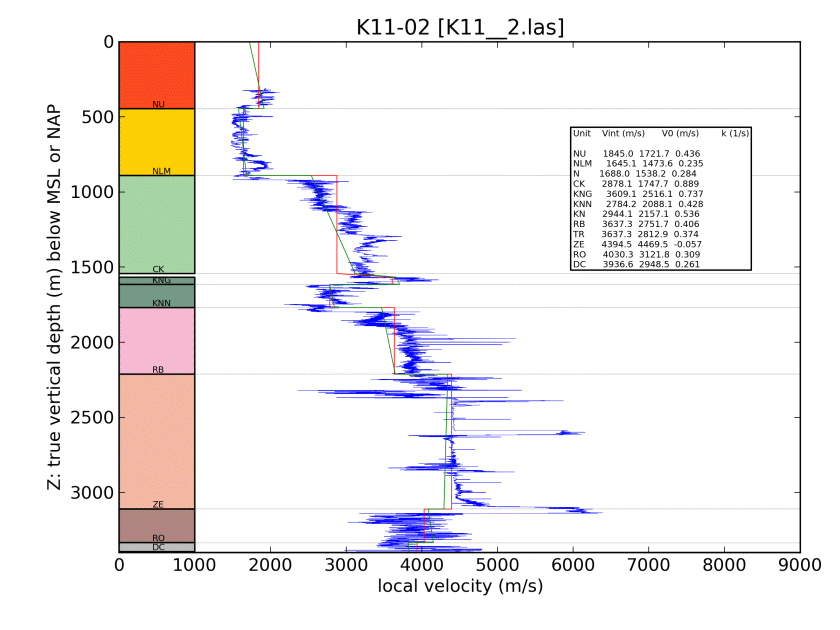 K11-02 [K11__2.las]
0
500
1000
1500
2000
2500
3000
Z: true vertical depth (m) below MSL or NAP
NU
NLM
CK
KNG
KNN
RB
ZE
RO
DC
Unit Vint (m/s) V0 (m/s) k (1/s)
NU 1845.0 1721.7 0.436
NLM 1645.1 1473.6 0.235
N 1688.0 1538.2 0.284
CK 2878.1 1747.7 0.889
KNG 3609.1 2516.1 0.737
KNN 2784.2 2088.1 0.428
KN 2944.1 2157.1 0.536
RB 3637.3 2751.7 0.406
TR 3637.3 2812.9 0.374
ZE 4394.5 4469.5 -0.057
RO 4030.3 3121.8 0.309
DC 3936.6 2948.5 0.261
0 1000 2000 3000 4000 5000 6000 7000 8000 9000
local velocity (m/s)